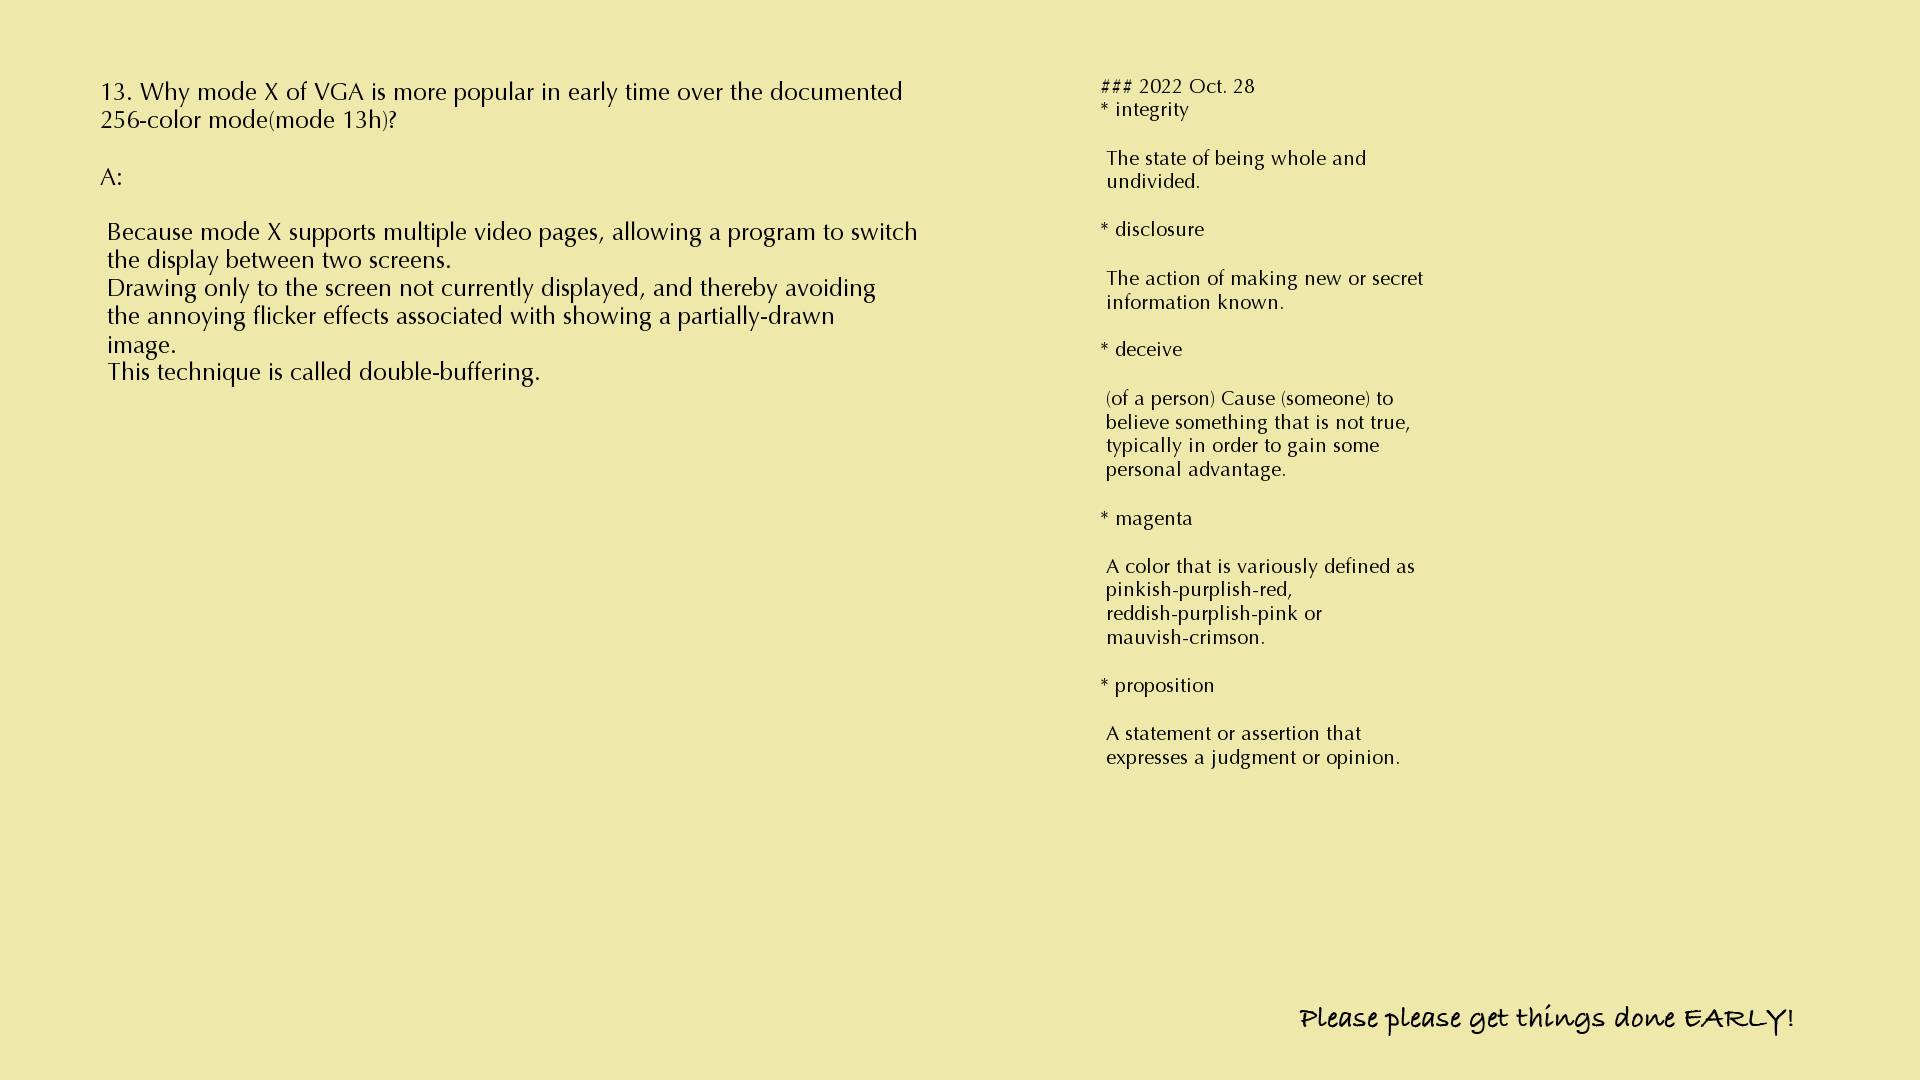 13. Why mode X of VGA is more popular in early time over the documented
256-color mode(mode 13h)?
A:
Because mode X supports multiple video pages, allowing a program to switch
the display between two screens.
Drawing only to the screen not currently displayed, and thereby avoiding
the annoying flicker effects associated with showing a partially-drawn
image.
This technique is called double-buffering.
### 2022 Oct. 28
* integrity
The state of being whole and
undivided.
* disclosure
The action of making new or secret
information known.
* deceive
(of a person) Cause (someone) to
believe something that is not true,
typically in order to gain some
personal advantage.
* magenta
A color that is variously defined as
pinkish-purplish-red,
reddish-purplish-pink or
mauvish-crimson.
* proposition
A statement or assertion that
expresses a judgment or opinion.
Please please get things done EARLY!